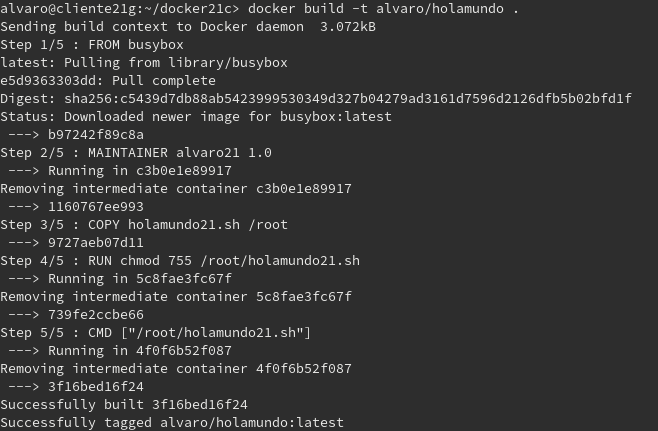 alvaro@cliente21g:~/docker21c> docker build -t alvaro/holamundo .
Sending build context to Docker daemon  3.072kB
Step 1/5 : FROM busybox
latest: Pulling from library/busybox
e5d9363303dd: Pull complete
Digest: sha256:c5439d7db88ab5423999530349d327b04279ad3161d7596d2126dfb5b02bfd1f
Status: Downloaded newer image for busybox:latest
 ---> b97242f89c8a
Step 2/5 : MAINTAINER alvaro21 1.0
 ---> Running in c3b0e1e89917
Removing intermediate container c3b0e1e89917
 ---> 1160767ee993
Step 3/5 : COPY holamundo21.sh /root
 ---> 9727aeb07d11
Step 4/5 : RUN chmod 755 /root/holamundo21.sh
 ---> Running in 5c8fae3fc67f
Removing intermediate container 5c8fae3fc67f
 ---> 739fe2ccbe66
Step 5/5 : CMD ["/root/holamundo21.sh"]
 ---> Running in 4f0f6b52f087
Removing intermediate container 4f0f6b52f087
 ---> 3f16bed16f24
Successfully built 3f16bed16f24
Successfully tagged alvaro/holamundo:latest